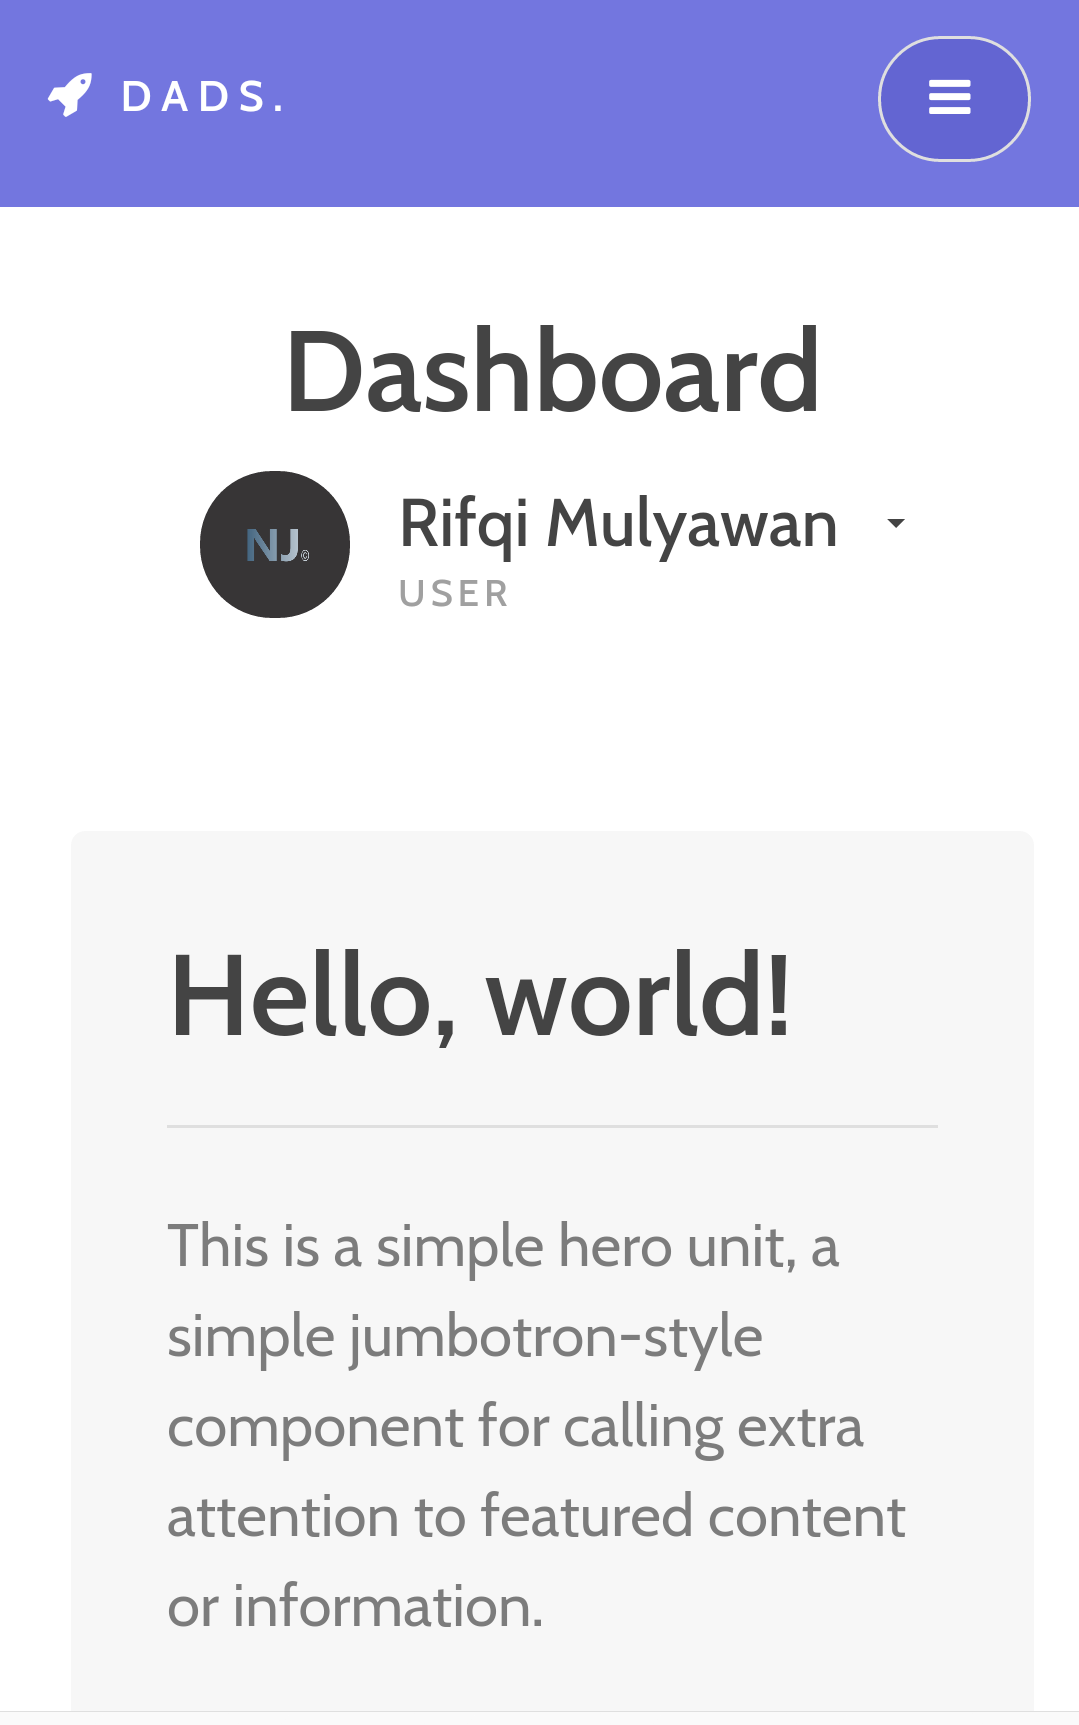 DADS.
Dashboard
NJ©
Rifqi Mulyawan
USER
Hello, world!
This is a simple hero unit, a
simple jumbotron-style
component for calling extra
attention to featured content
or information.